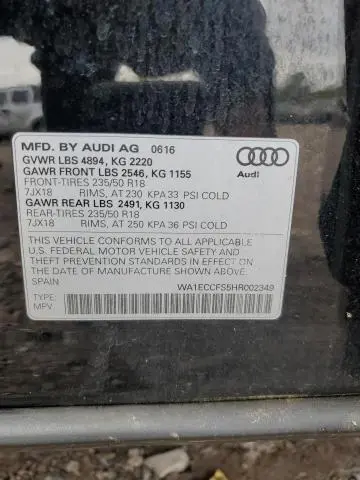 MFD. BY AUDI AG 0616
GVWR LBS 4894, KG 2220
GAWR FRONT LBS 2546, KG 1155
FRONT-TIRES 235/50 R18
7JX18 RIMS, AT 230 KPA 33 PSI COLD
GAWR REAR LBS 2491, KG 1130
REAR-TIRES 235/50 R18
7JX18 RIMS, AT 250 KPA 36 PSI COLD
Audi
THIS VEHICLE CONFORMS TO ALL APPLICABLE
U.S. FEDERAL MOTOR VEHICLE SAFETY AND
THEFT PREVENTION STANDARDS IN EFFECT ON
THE DATE OF MANUFACTURE SHOWN ABOVE.
SPAIN
WA1ECCFS5HR002349
TYPE:
MPV